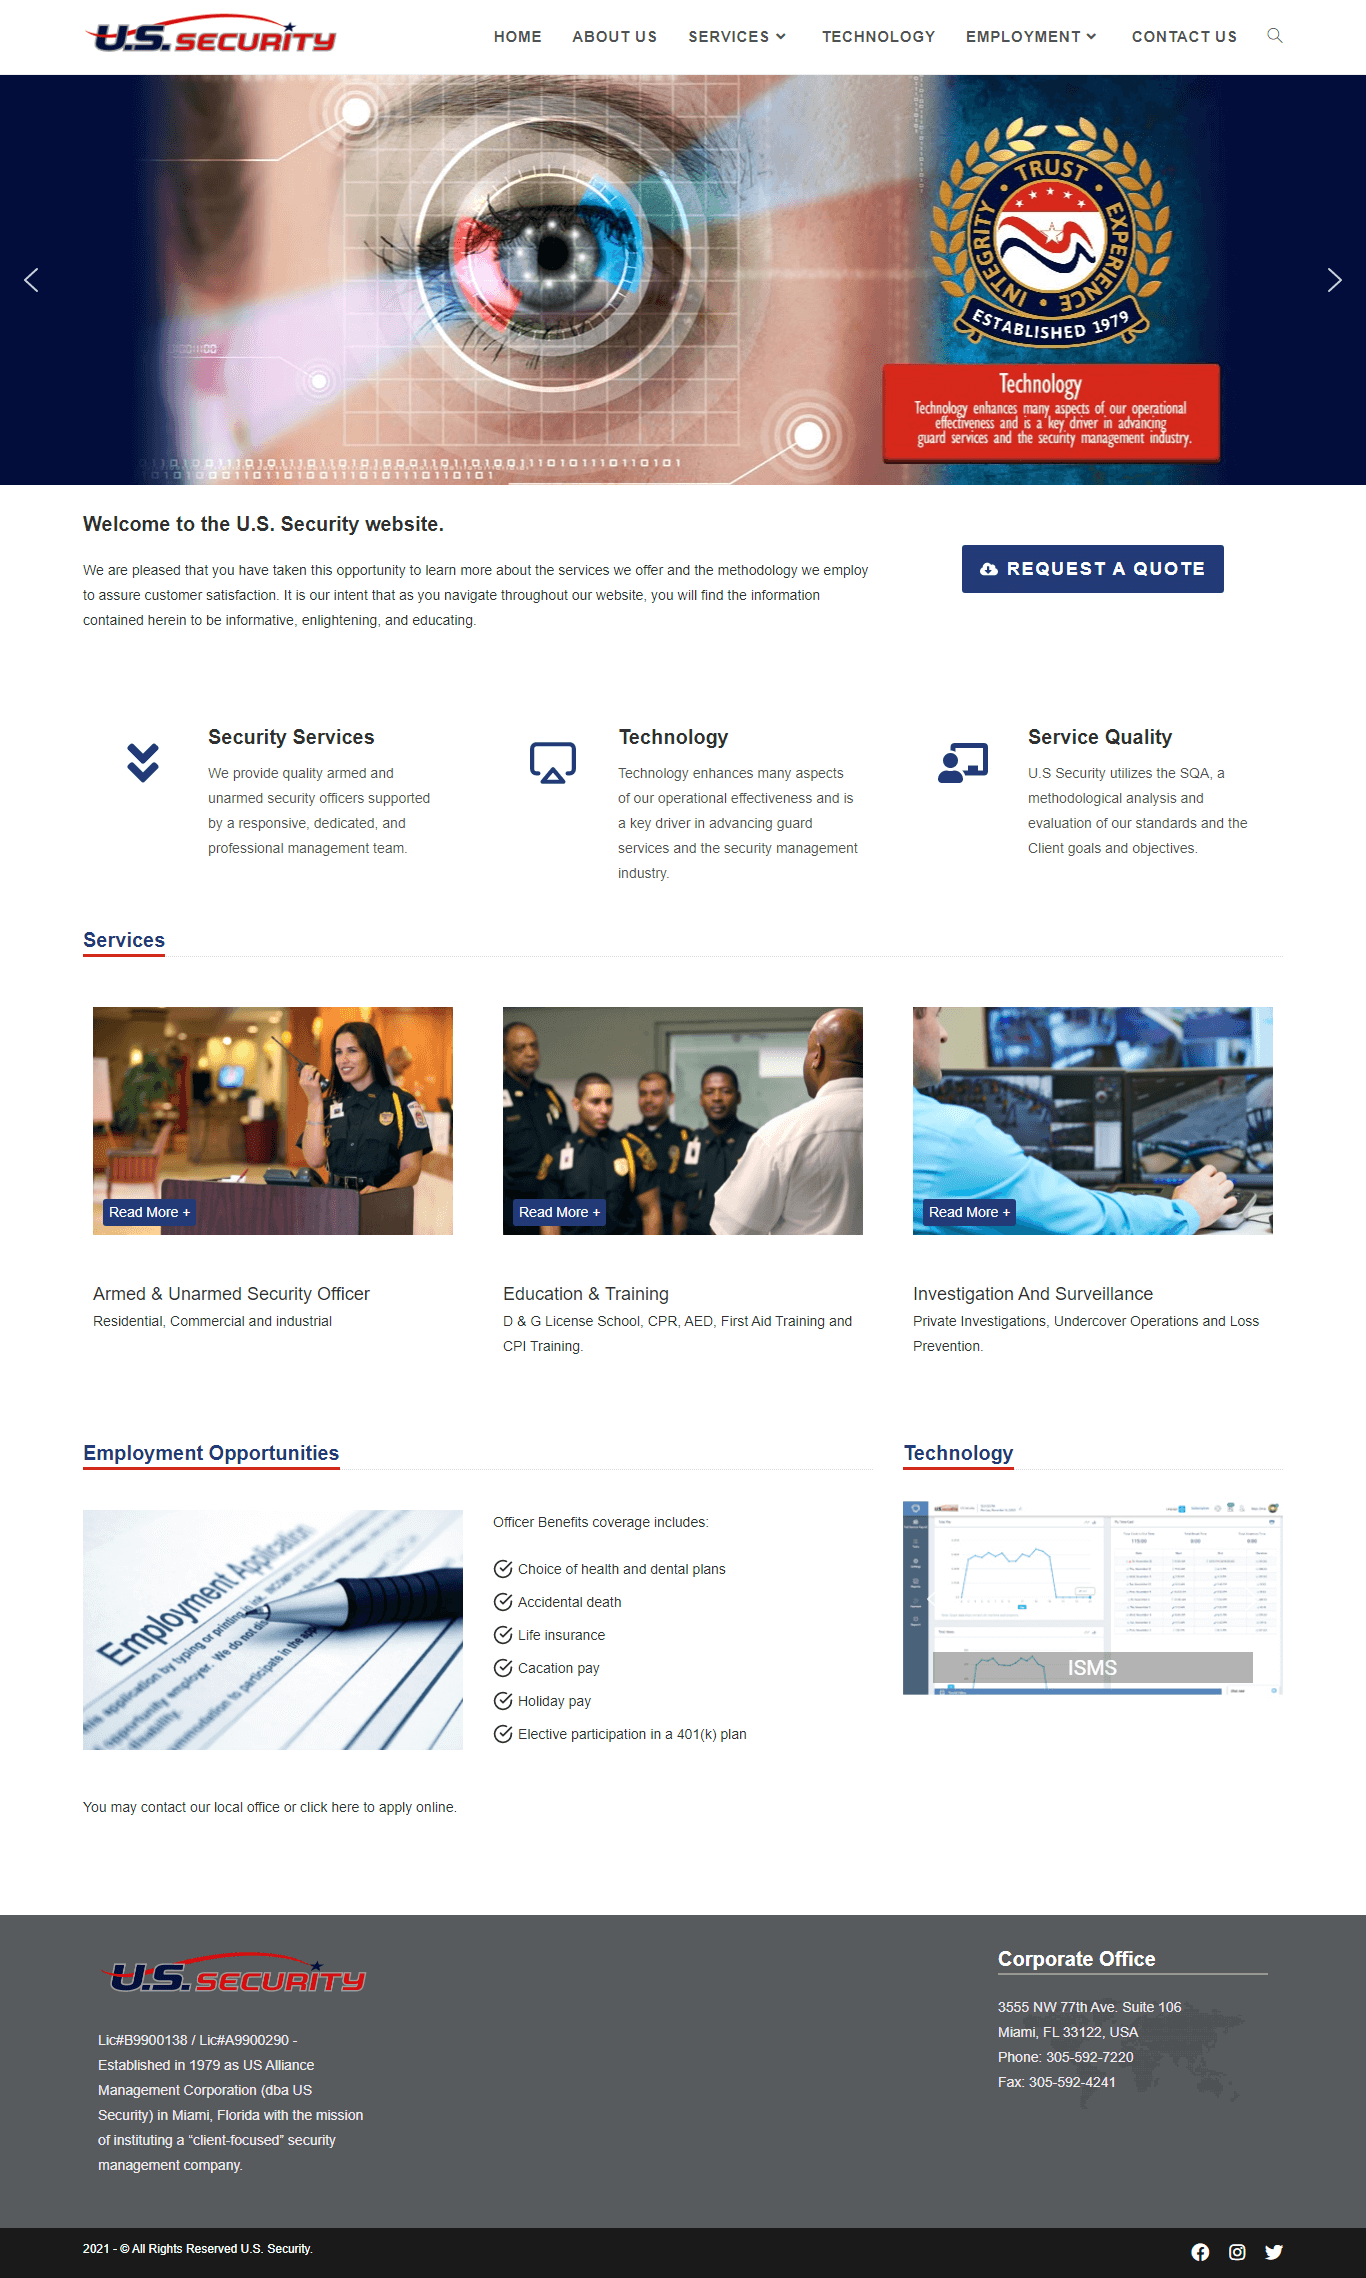 U.S. SECURITY
HOME ABOUT US SERVICES TECHNOLOGY EMPLOYMENT CONTACT US
TRUST
INTEGRITY
EXPERIENCE
ESTABLISHED 1979
Technology
Technology enhances many aspects of our operational
effectiveness and is a key driver in advancing
guard services and the security management industry.
Welcome to the U.S. Security website.
We are pleased that you have taken this opportunity to learn more about the services we offer and the methodology we employ
to assure customer satisfaction. It is our intent that as you navigate throughout our website, you will find the information
contained herein to be informative, enlightening, and educating.
REQUEST A QUOTE
Security Services
We provide quality armed and
unarmed security officers supported
by a responsive, dedicated, and
professional management team.
Technology
Technology enhances many aspects
of our operational effectiveness and is
a key driver in advancing guard
services and the security management
industry.
Service Quality
U.S Security utilizes the SQA, a
methodological analysis and
evaluation of our standards and the
Client goals and objectives.
Services
Read More +
Read More +
Read More +
Armed & Unarmed Security Officer
Residential, Commercial and industrial
Education & Training
D & G License School, CPR, AED, First Aid Training and
CPI Training.
Investigation And Surveillance
Private Investigations, Undercover Operations and Loss
Prevention.
Employment Opportunities
Employment Application
Officer Benefits coverage includes:
Choice of health and dental plans
Accidental death
Life insurance
Cacation pay
Holiday pay
Elective participation in a 401(k) plan
You may contact our local office or click here to apply online.
Technology
ISMS
U.S. SECURITY
Lic#B9900138 / Lic#A9900290 -
Established in 1979 as US Alliance
Management Corporation (dba US
Security) in Miami, Florida with the mission
of instituting a “client-focused” security
management company.
Corporate Office
3555 NW 77th Ave. Suite 106
Miami, FL 33122, USA
Phone: 305-592-7220
Fax: 305-592-4241
2021 - © All Rights Reserved U.S. Security.